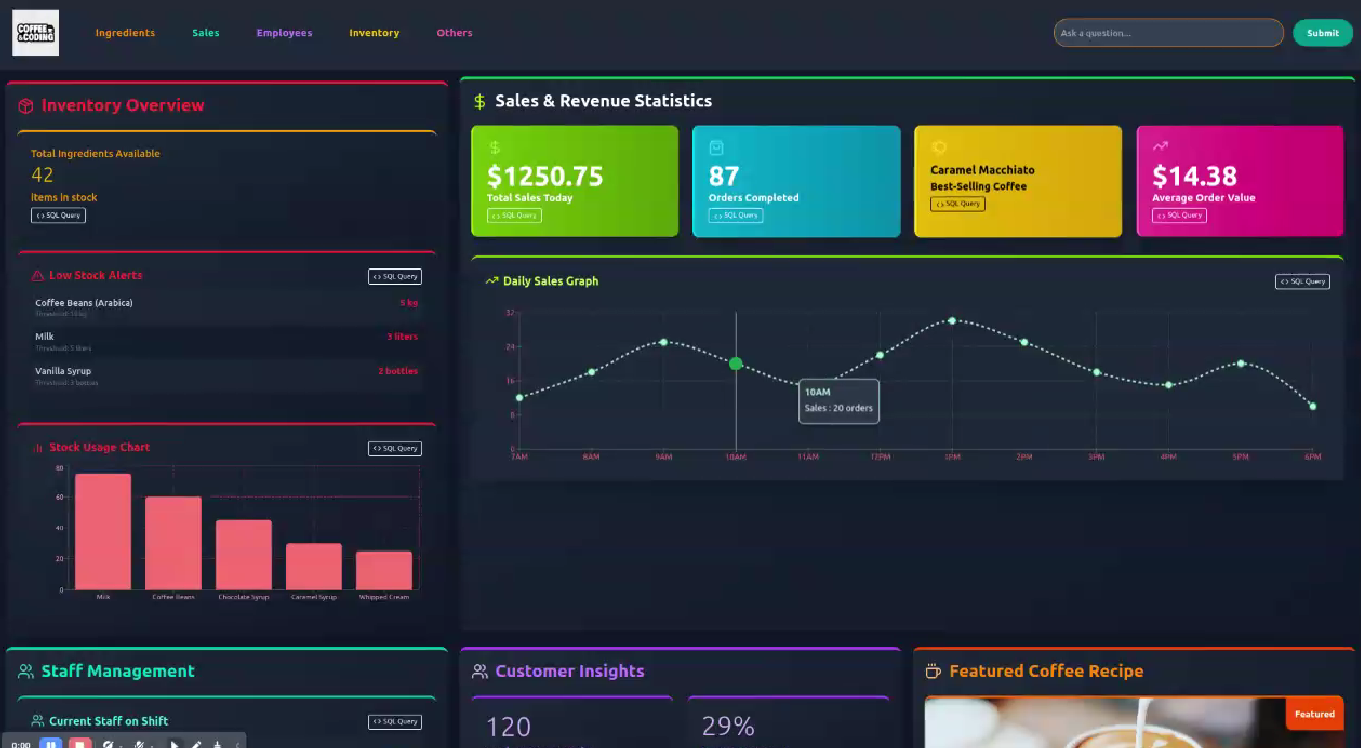 COFFEE
&CODING
Ingredients
Sales
Employees
Inventory
Others
Ask a question...
Submit
Inventory Overview
Total Ingredients Available
42
Items in stock
SQL Query
Low Stock Alerts
SQL Query
Coffee Beans (Arabica)
5 kg
Milk
3 liters
Threshold: 5 liters
Vanilla Syrup
2 bottles
Threshold: 3 bottles
Stock Usage Chart
SQL Query
80
60
40
20
0
Milk
Coffee Beans
Chocolate Syrup
Caramel Syrup
Whipped Cream
Sales & Revenue Statistics
$1250.75
Total Sales Today
SQL Query
87
Orders Completed
SQL Query
Caramel Macchiato
Best-Selling Coffee
SQL Query
$14.38
Average Order Value
SQL Query
Daily Sales Graph
SQL Query
32
24
16
8
0
7AM
8AM
9AM
10AM
11AM
12PM
1PM
2PM
3PM
4PM
5PM
6PM
10AM
Sales : 20 orders
Staff Management
Current Staff on Shift
SQL Query
Customer Insights
120
29%
Featured Coffee Recipe
Featured
0:00